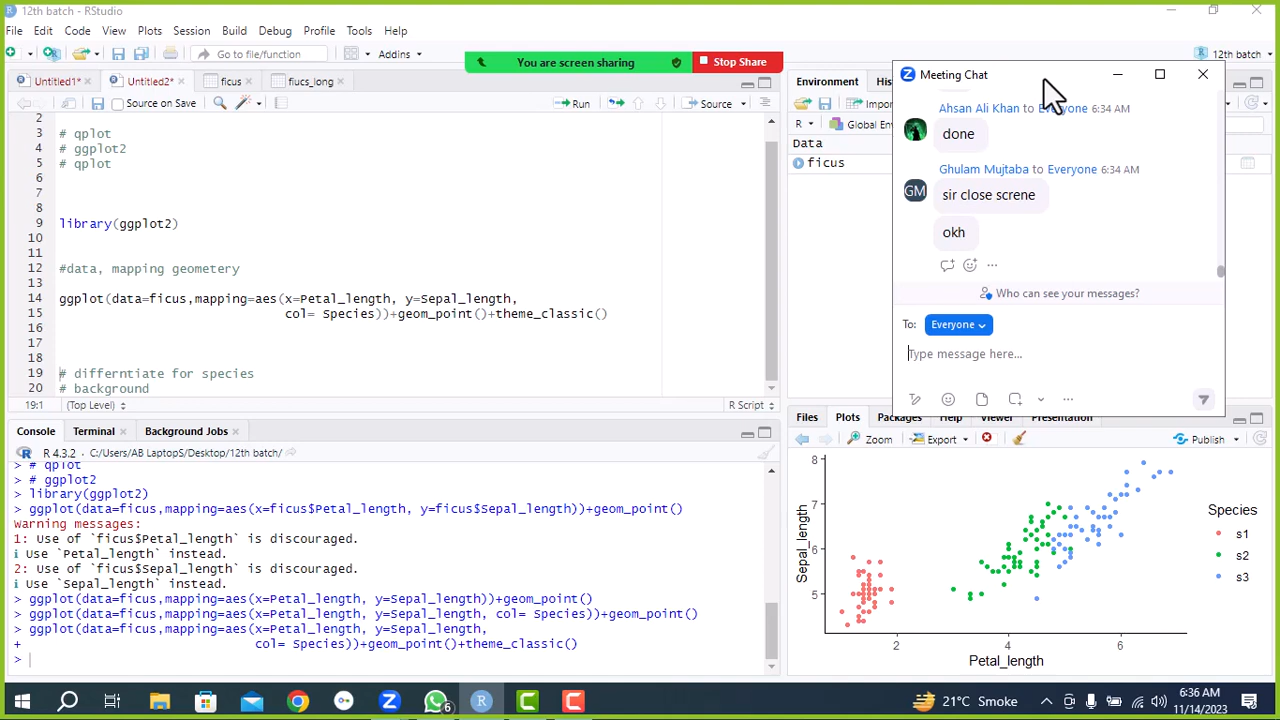 12th batch - RStudio
File Edit Code View Plots Session Build Debug Profile Tools Help
Go to file/function
Addins
12th batch
You are screen sharing
Stop Share
Untitled1*
Untitled2*
ficus
fiucs_long
Source on Save
Run
Source
2
3 # qplot
4 # ggplot2
5 # qplot
6
7
8
9 library(ggplot2)
10
11
12 #data, mapping geometery
13
14 ggplot(data=ficus,mapping=aes(x=Petal_length, y=Sepal_length,
15 col= Species))+geom_point()+theme_classic()
16
17
18
19 # differntiate for species
20 # background
19:1 (Top Level) R Script
Console Terminal Background Jobs
R 4.3.2 · C:/Users/AB LaptopS/Desktop/12th batch/
> # qplot
> # ggplot2
> library(ggplot2)
> ggplot(data=ficus,mapping=aes(x=ficus$Petal_length, y=ficus$Sepal_length))+geom_point()
Warning messages:
1: Use of `ficus$Petal_length` is discouraged.
ℹ Use `Petal_length` instead.
2: Use of `ficus$Sepal_length` is discouraged.
ℹ Use `Sepal_length` instead.
> ggplot(data=ficus,mapping=aes(x=Petal_length, y=Sepal_length))+geom_point()
> ggplot(data=ficus,mapping=aes(x=Petal_length, y=Sepal_length, col= Species))+geom_point()
> ggplot(data=ficus,mapping=aes(x=Petal_length, y=Sepal_length,
+ col= Species))+geom_point()+theme_classic()
>
Environment
His
Impor
R
Global En
Data
ficus
Meeting Chat
Ahsan Ali Khan to Everyone 6:34 AM
done
Ghulam Mujtaba to Everyone 6:34 AM
GM
sir close screne
okh
Who can see your messages?
To: Everyone
Type message here...
Files Plots Packages Help Viewer Presentation
Zoom Export Publish
8
7
6
5
2 4 6
Sepal_length
Petal_length
Species
s1
s2
s3
6
21°C Smoke
6:36 AM
11/14/2023